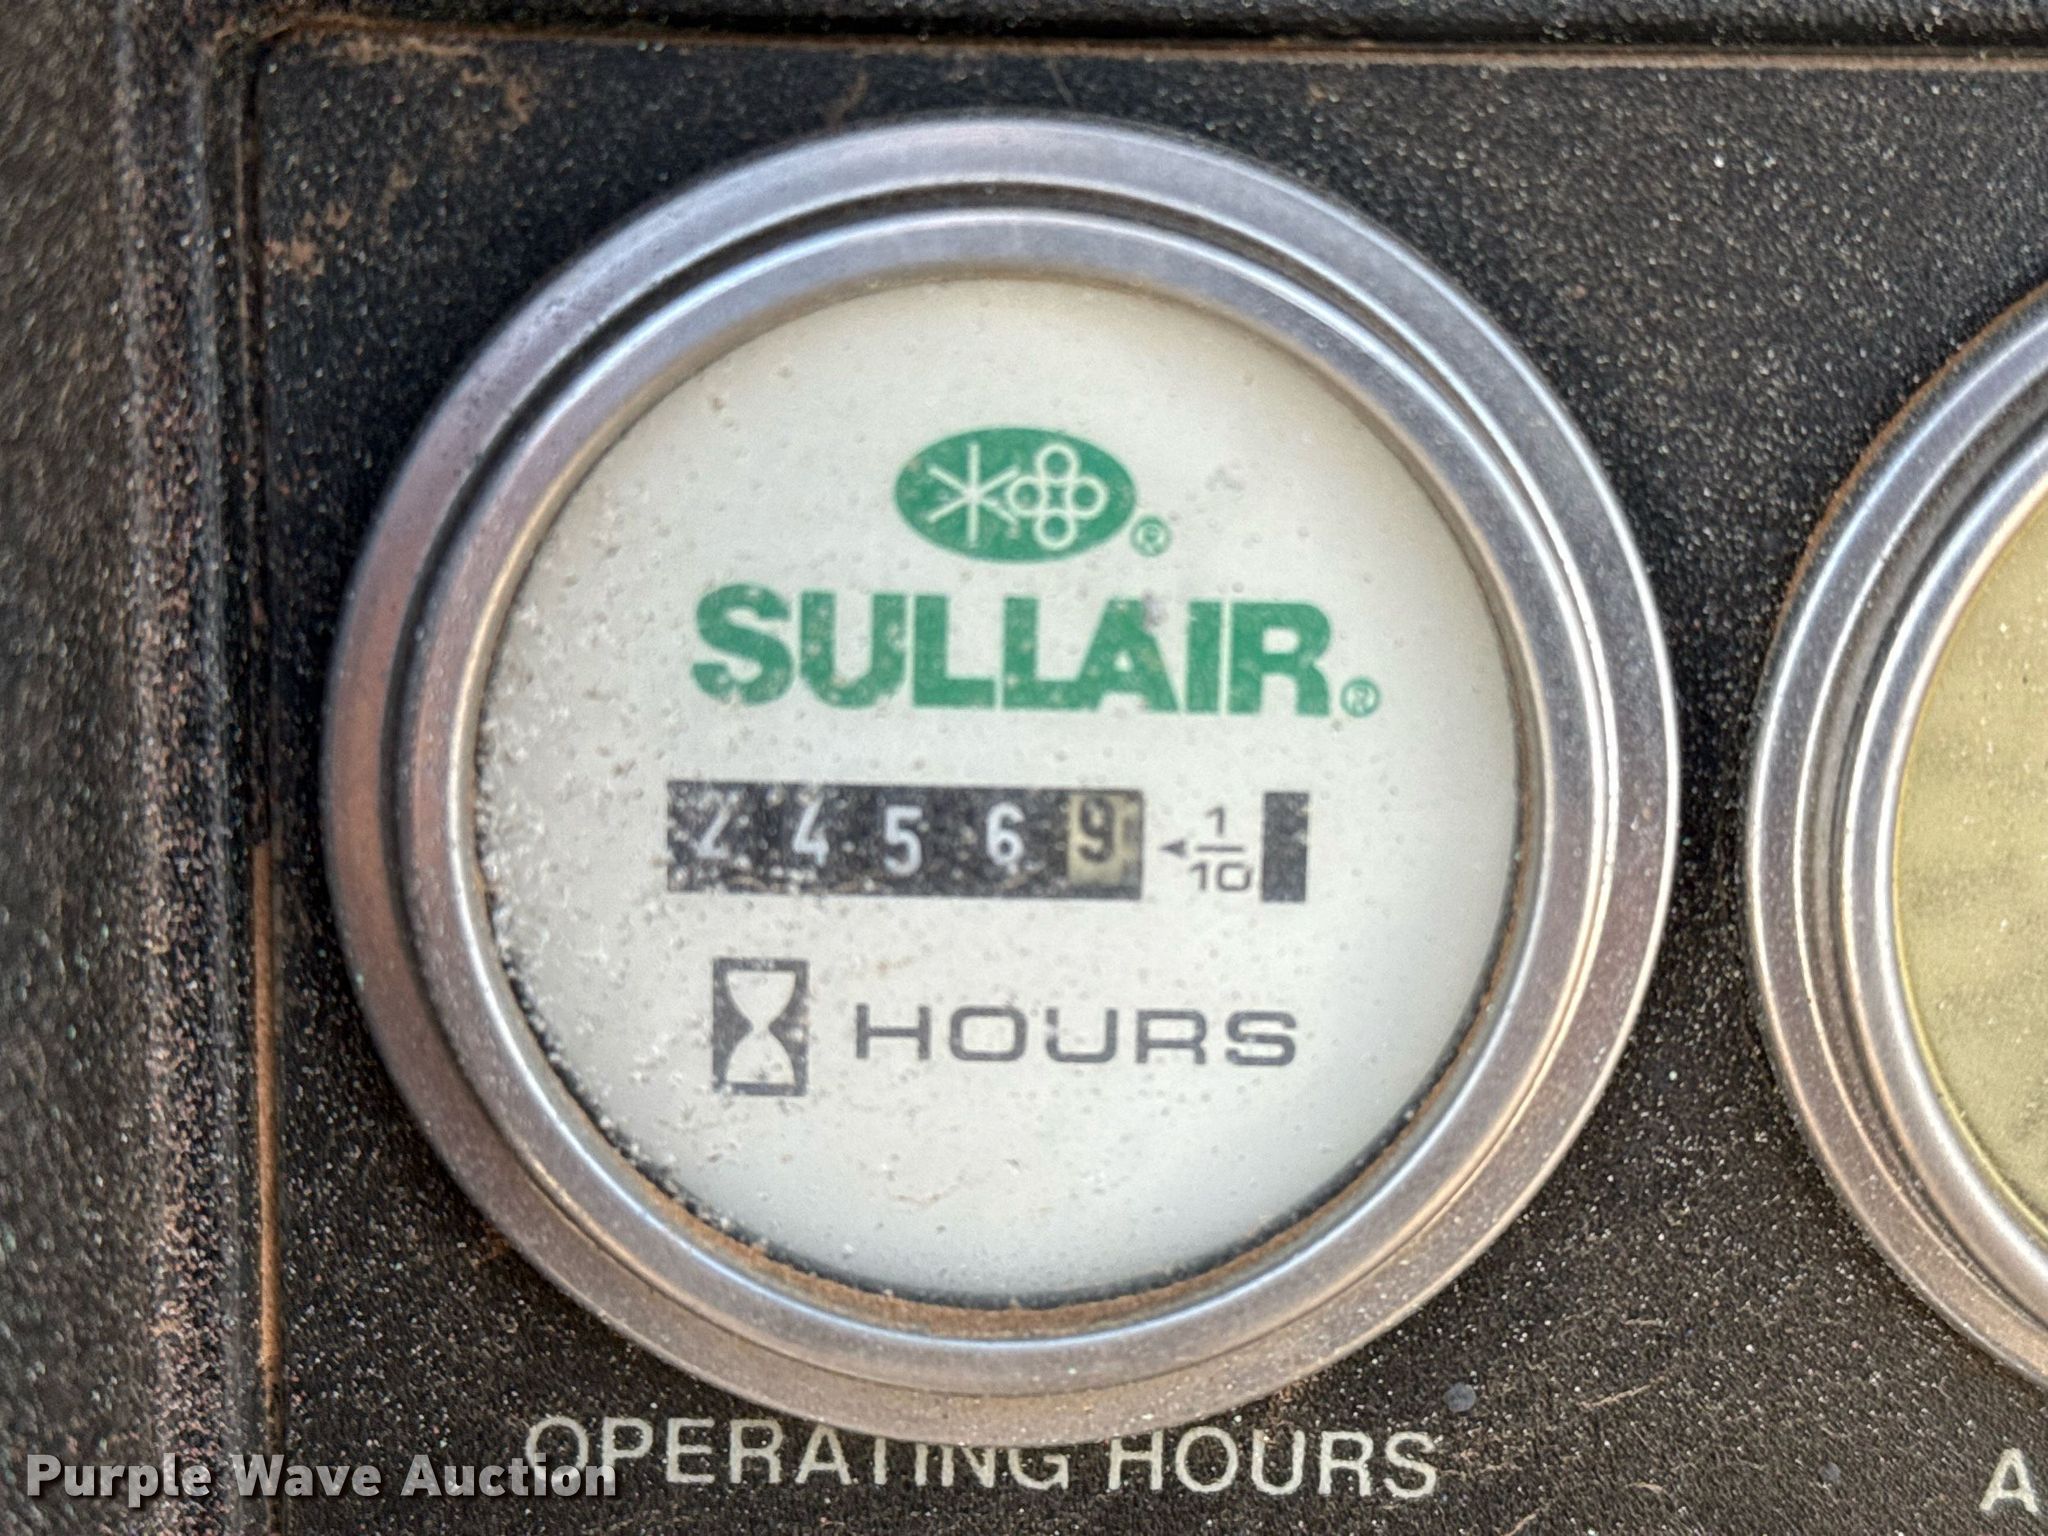 ®
SULLAIR®
24569 1/10
HOURS
OPERATING HOURS
A
Purple Wave Auction